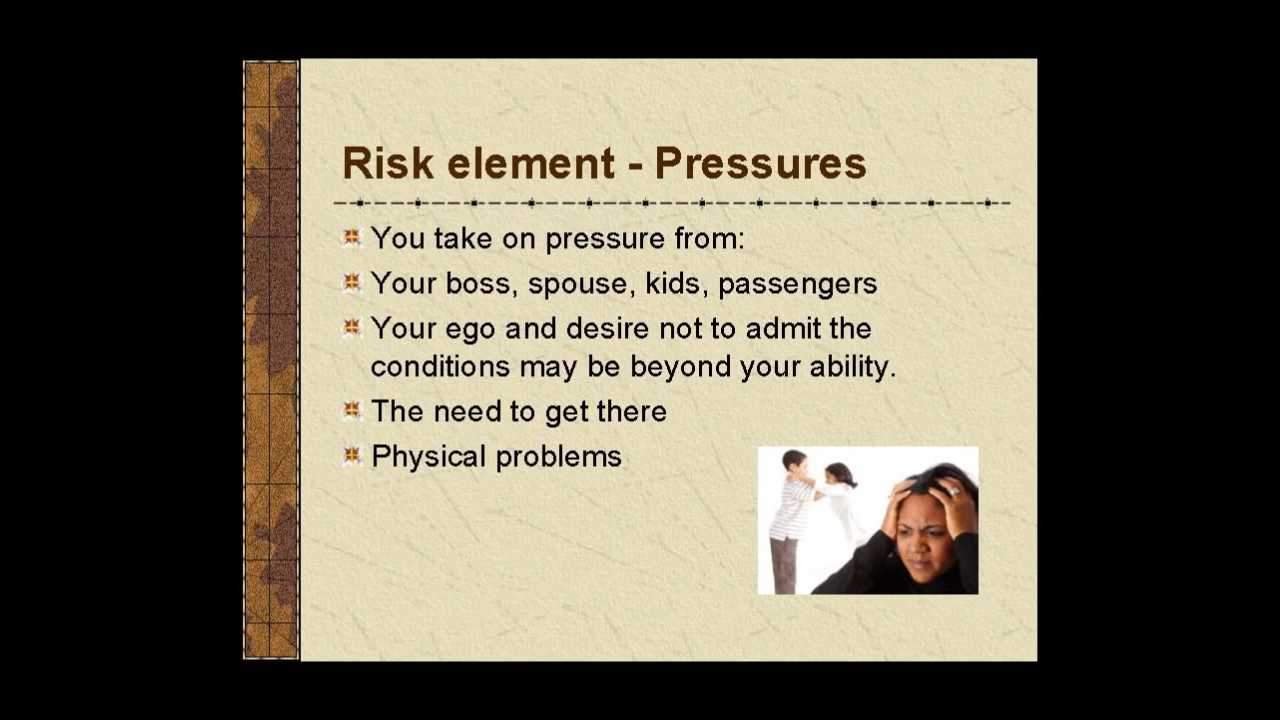 Risk element - Pressures
You take on pressure from:
Your boss, spouse, kids, passengers
Your ego and desire not to admit the
conditions may be beyond your ability.
The need to get there
Physical problems